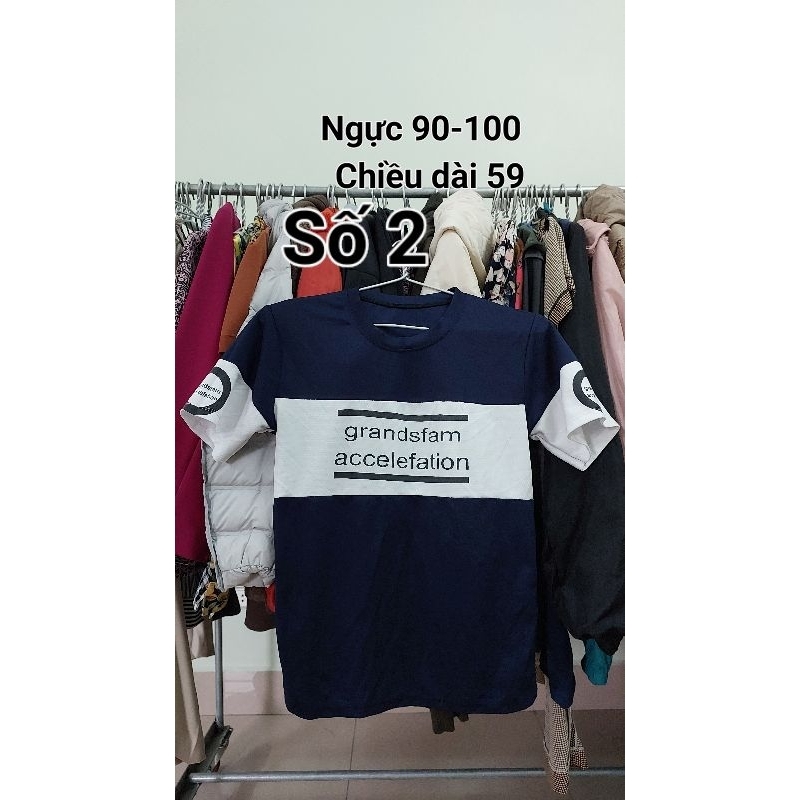 Ngực 90-100
Chiều dài 59
Số 2
grandsfam
accelefation